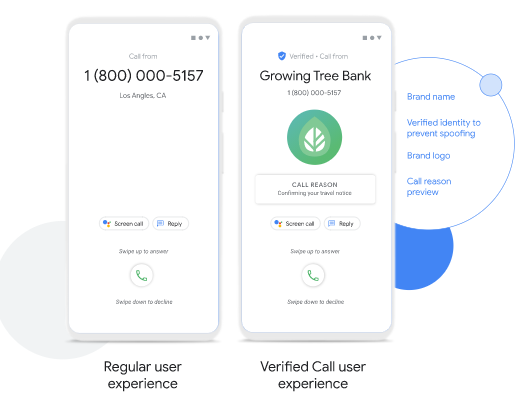 Call from
1 (800) 000-5157
Los Angles, CA
Screen call
Reply
Swipe up to answer
Swipe down to decline
Regular user
experience
Verified • Call from
Growing Tree Bank
1 (800) 000-5157
CALL REASON
Confirming your travel notice
Screen call
Reply
Swipe up to answer
Swipe down to decline
Verified Call user
experience
Brand name
Verified identity to
prevent spoofing
Brand logo
Call reason
preview